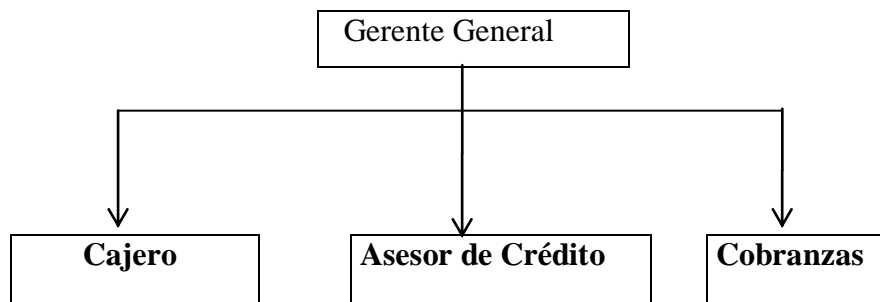 Gerente General
Cajero
Asesor de Crédito
Cobranzas